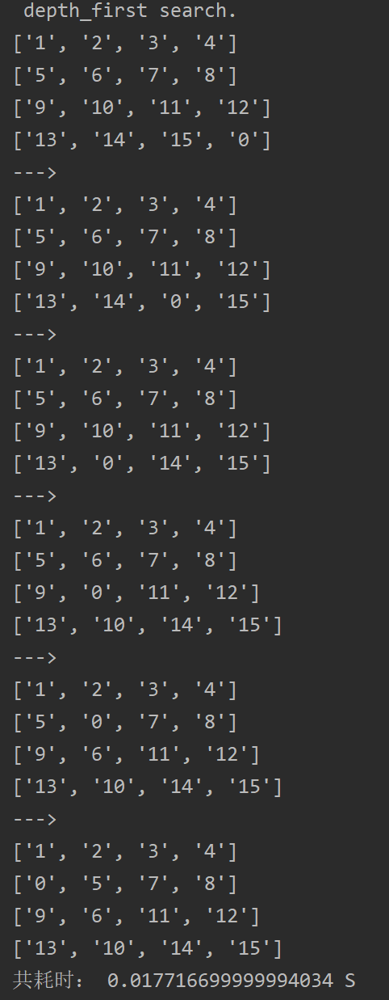 depth_first search.
['1', '2', '3', '4']
['5', '6', '7', '8']
['9', '10', '11', '12']
['13', '14', '15', '0']
--->
['1', '2', '3', '4']
['5', '6', '7', '8']
['9', '10', '11', '12']
['13', '14', '0', '15']
--->
['1', '2', '3', '4']
['5', '6', '7', '8']
['9', '10', '11', '12']
['13', '0', '14', '15']
--->
['1', '2', '3', '4']
['5', '6', '7', '8']
['9', '0', '11', '12']
['13', '10', '14', '15']
--->
['1', '2', '3', '4']
['5', '0', '7', '8']
['9', '6', '11', '12']
['13', '10', '14', '15']
--->
['1', '2', '3', '4']
['0', '5', '7', '8']
['9', '6', '11', '12']
['13', '10', '14', '15']
共耗时： 0.017716699999994034 S